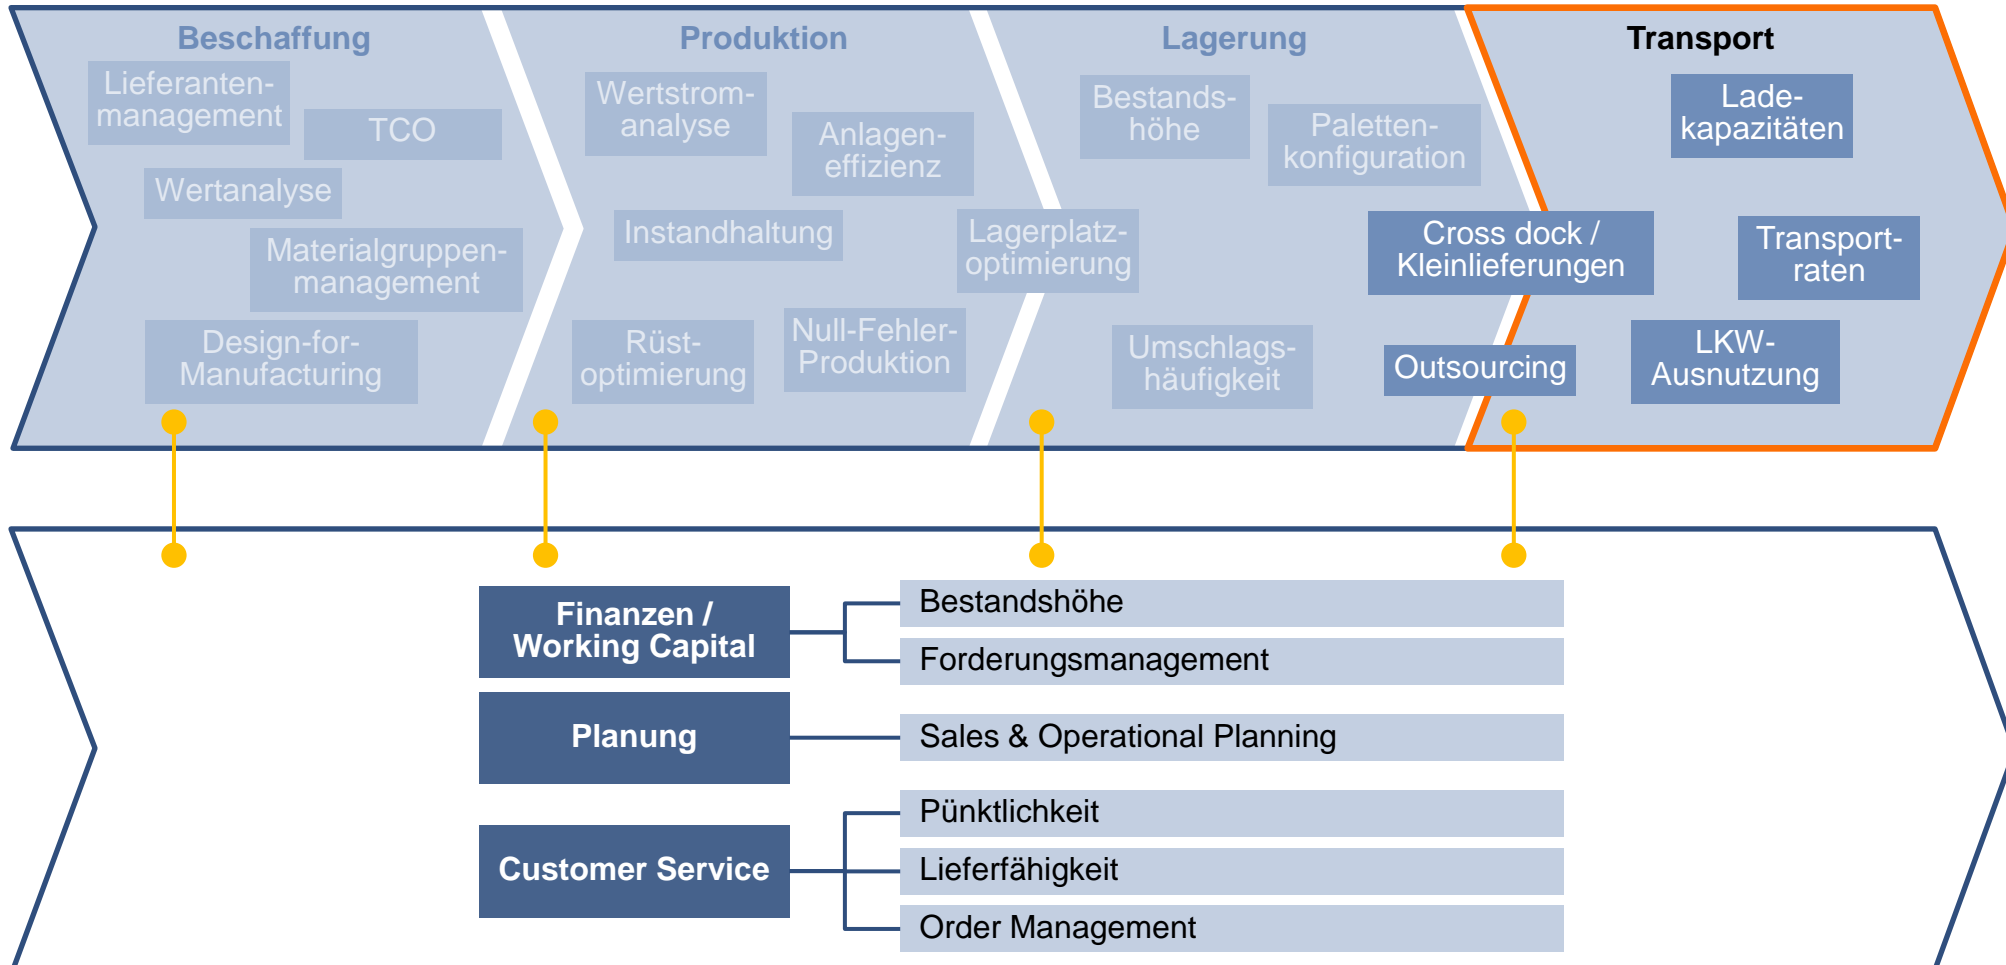 Beschaffung
Lieferanten-
management
TCO
Wertanalyse
Materialgruppen-
management
Design-for-
Manufacturing
Produktion
Wertstrom-
analyse
Anlagen-
effizienz
Instandhaltung
Rüst-
optimierung
Null-Fehler-
Produktion
Lagerplatz-
optimierung
Lagerung
Bestands-
höhe
Paletten-
konfiguration
Umschlags-
häufigkeit
Cross dock /
Kleinlieferungen
Outsourcing
Transport
Lade-
kapazitäten
Transport-
raten
LKW-
Ausnutzung
Finanzen /
Working Capital
Bestandshöhe
Forderungsmanagement
Planung
Sales & Operational Planning
Customer Service
Pünktlichkeit
Lieferfähigkeit
Order Management